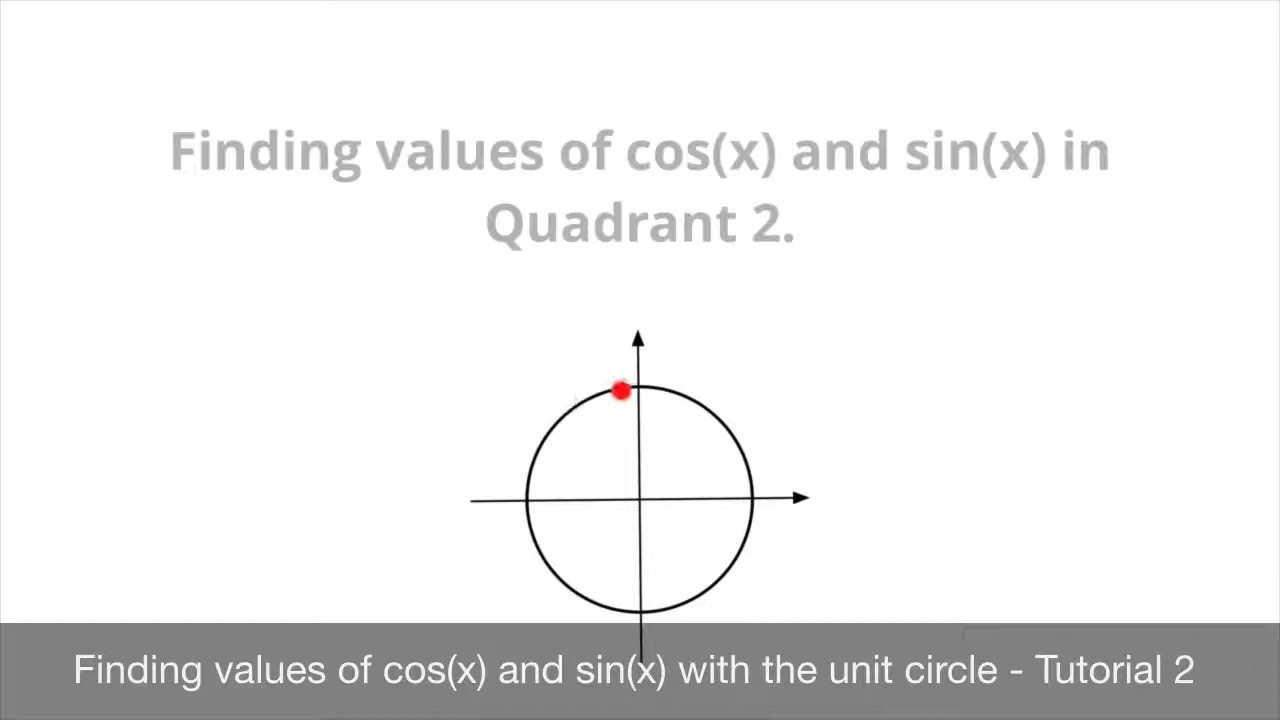 Finding values of cos(x) and sin(x) in
Quadrant 2.
Finding values of cos(x) and sin(x) with the unit circle - Tutorial 2